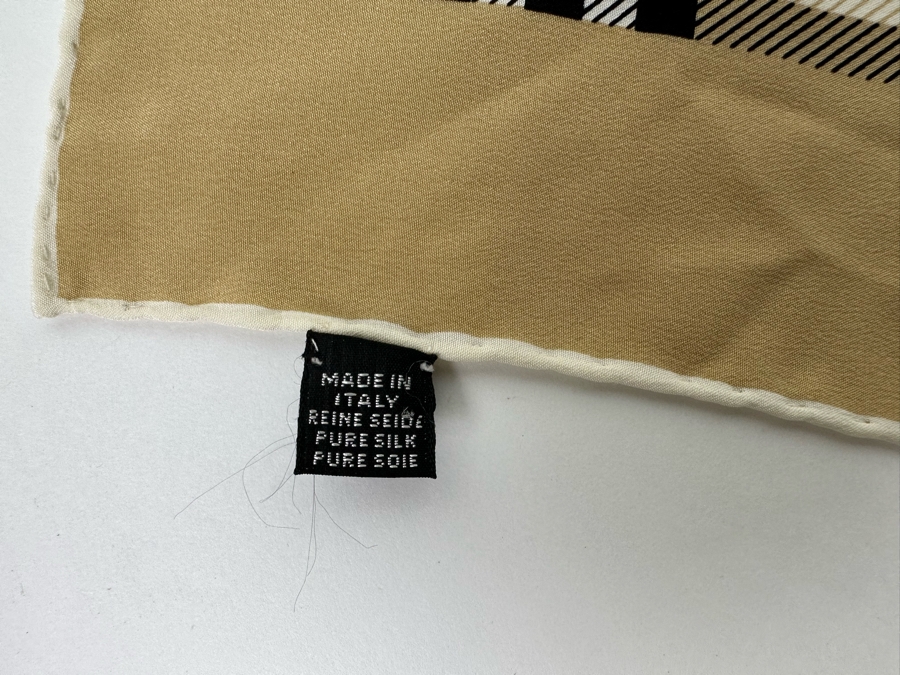 MADE IN
ITALY
REINE SEIDE
PURE SILK
PURE SOIE